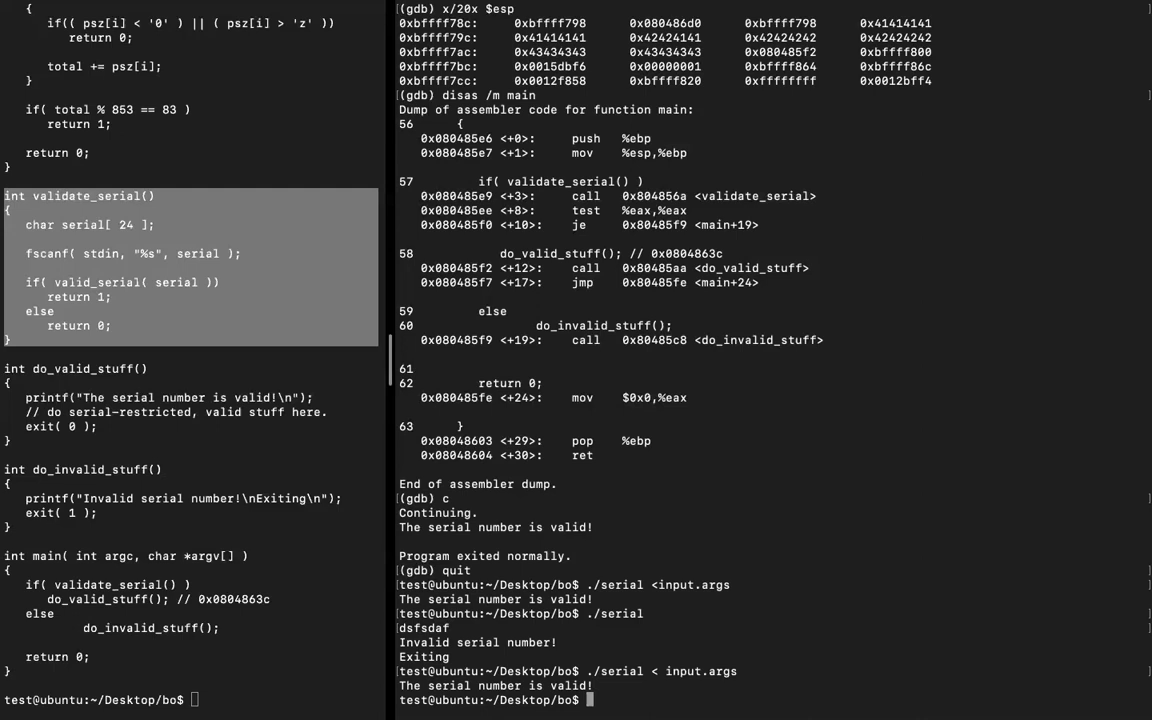 {
if(( psz[i] < '0' ) || ( psz[i] > 'z' ))
return 0;
total += psz[i];
}
if( total % 853 == 83 )
return 1;
return 0;
}
int validate_serial()
{
char serial[ 24 ];
fscanf( stdin, "%s", serial );
if( valid_serial( serial ))
return 1;
else
return 0;
}
int do_valid_stuff()
{
printf("The serial number is valid!\n");
// do serial-restricted, valid stuff here.
exit( 0 );
}
int do_invalid_stuff()
{
printf("Invalid serial number!\nExiting\n");
exit( 1 );
}
int main( int argc, char *argv[] )
{
if( validate_serial() )
do_valid_stuff(); // 0x0804863c
else
do_invalid_stuff();
return 0;
}
test@ubuntu:~/Desktop/bo$
(gdb) x/20x $esp
0xbffff78c: 0xbffff798 0x080486d0 0xbffff798 0x41414141
0xbffff79c: 0x41414141 0x42424141 0x42424242 0x42424242
0xbffff7ac: 0x43434343 0x43434343 0x080485f2 0xbffff800
0xbffff7bc: 0x0015dbf6 0x00000001 0xbffff864 0xbffff86c
0xbffff7cc: 0x0012f858 0xbffff820 0xffffffff 0x0012bff4
(gdb) disas /m main
Dump of assembler code for function main:
56 {
0x080485e6 <+0>: push %ebp
0x080485e7 <+1>: mov %esp,%ebp
57 if( validate_serial() )
0x080485e9 <+3>: call 0x804856a <validate_serial>
0x080485ee <+8>: test %eax,%eax
0x080485f0 <+10>: je 0x80485f9 <main+19>
58 do_valid_stuff(); // 0x0804863c
0x080485f2 <+12>: call 0x80485aa <do_valid_stuff>
0x080485f7 <+17>: jmp 0x80485fe <main+24>
59 else
60 do_invalid_stuff();
0x080485f9 <+19>: call 0x80485c8 <do_invalid_stuff>
61
62 return 0;
0x080485fe <+24>: mov $0x0,%eax
63 }
0x08048603 <+29>: pop %ebp
0x08048604 <+30>: ret
End of assembler dump.
(gdb) c
Continuing.
The serial number is valid!
Program exited normally.
(gdb) quit
test@ubuntu:~/Desktop/bo$ ./serial <input.args
The serial number is valid!
test@ubuntu:~/Desktop/bo$ ./serial
dsfsdaf
Invalid serial number!
Exiting
test@ubuntu:~/Desktop/bo$ ./serial < input.args
The serial number is valid!
test@ubuntu:~/Desktop/bo$